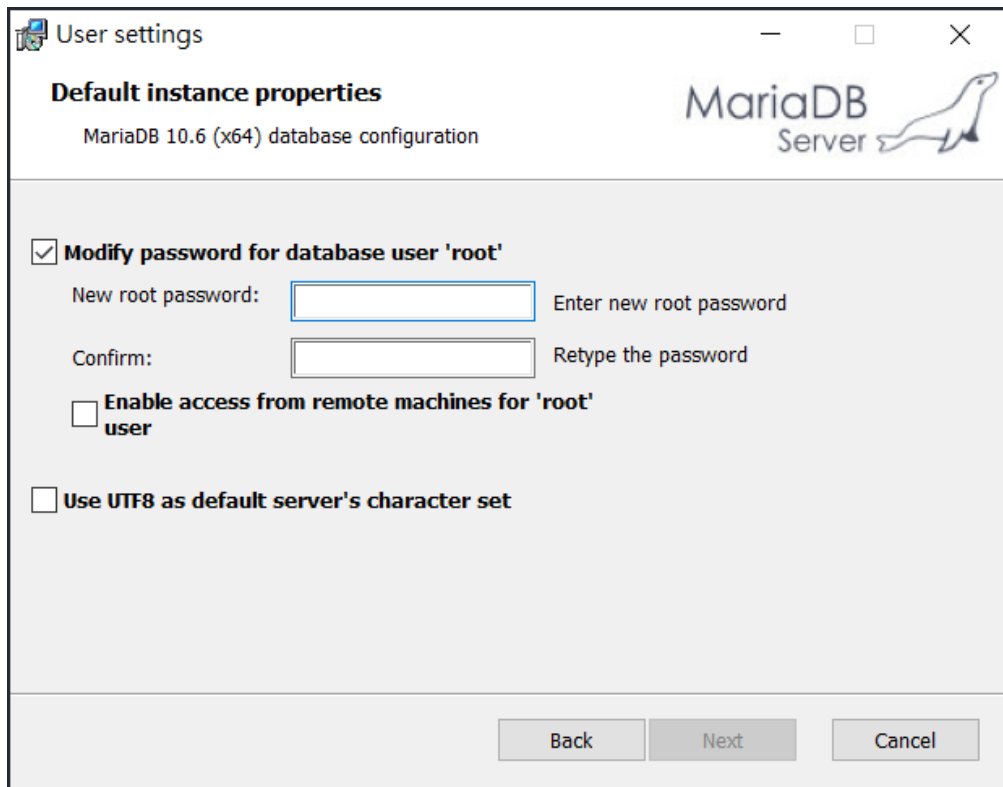 User settings
Default instance properties
MariaDB 10.6 (x64) database configuration
MariaDB
Server
Modify password for database user 'root'
New root password:
Enter new root password
Confirm:
Retype the password
Enable access from remote machines for 'root'
user
Use UTF8 as default server's character set
Back
Next
Cancel